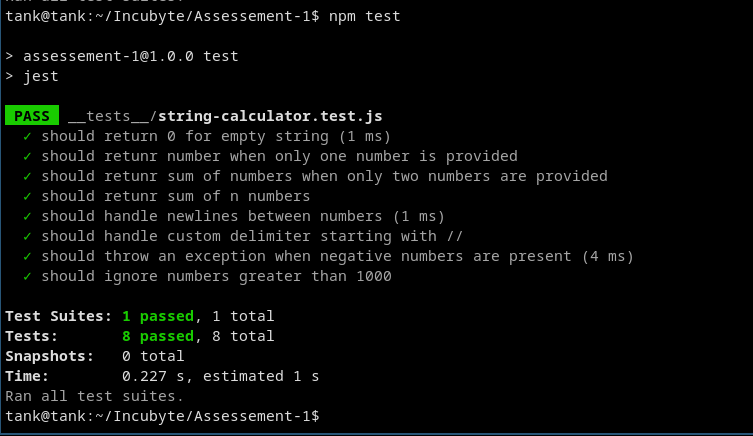 tank@tank:~/Incubyte/Assessement-1$ npm test
> assessement-1@1.0.0 test
> jest
PASS __tests__/string-calculator.test.js
✓ should return 0 for empty string (1 ms)
✓ should retunr number when only one number is provided
✓ should retunr sum of numbers when only two numbers are provided
✓ should retunr sum of n numbers
✓ should handle newlines between numbers (1 ms)
✓ should handle custom delimiter starting with //
✓ should throw an exception when negative numbers are present (4 ms)
✓ should ignore numbers greater than 1000
Test Suites: 1 passed, 1 total
Tests: 8 passed, 8 total
Snapshots: 0 total
Time: 0.227 s, estimated 1 s
Ran all test suites.
tank@tank:~/Incubyte/Assessement-1$